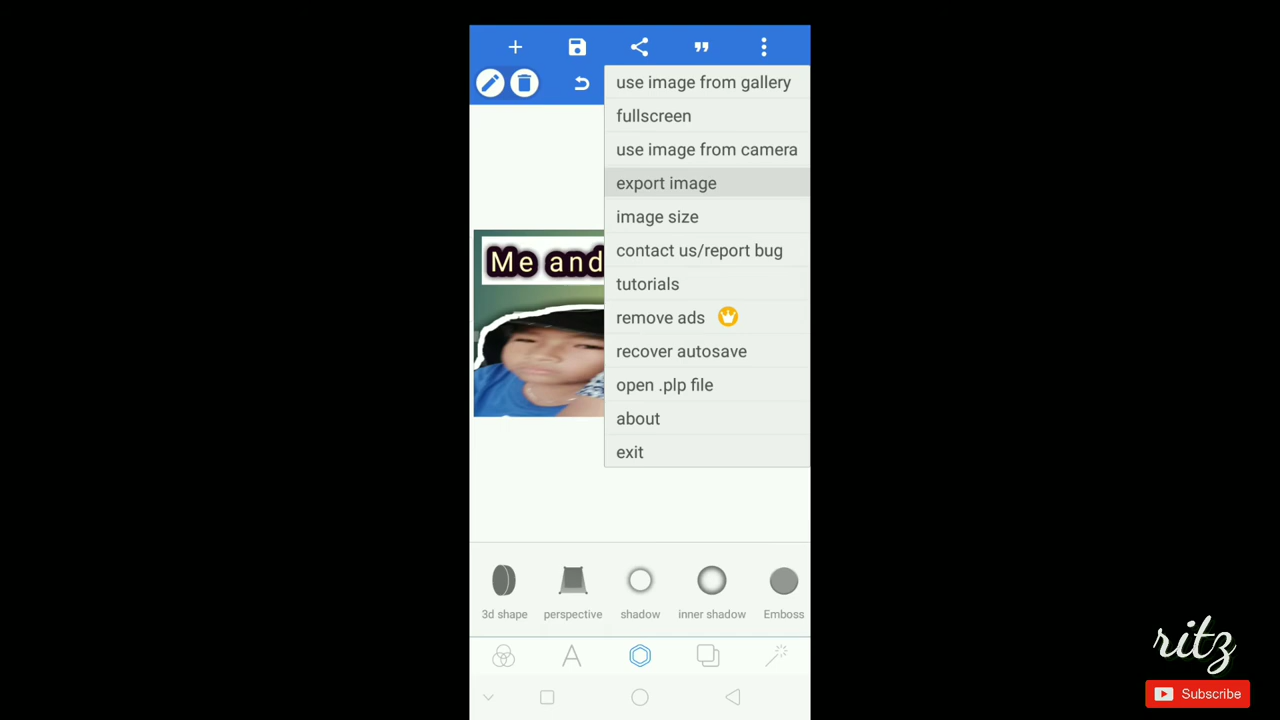 use image from gallery
fullscreen
use image from camera
export image
image size
contact us/report bug
tutorials
remove ads
recover autosave
open .plp file
about
exit
Me and
3d shape perspective shadow inner shadow Emboss
ritz
Subscribe